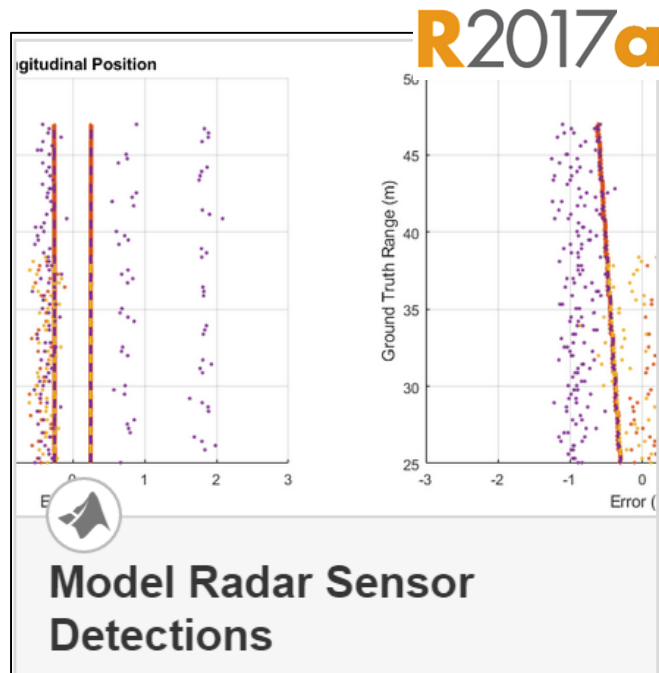 R2017a
gitudinal Position
50
45
40
35
30
25
Ground Truth Range (m)
0 1 2 3
-3 -2 -1 0
E
Error (
Model Radar Sensor
Detections